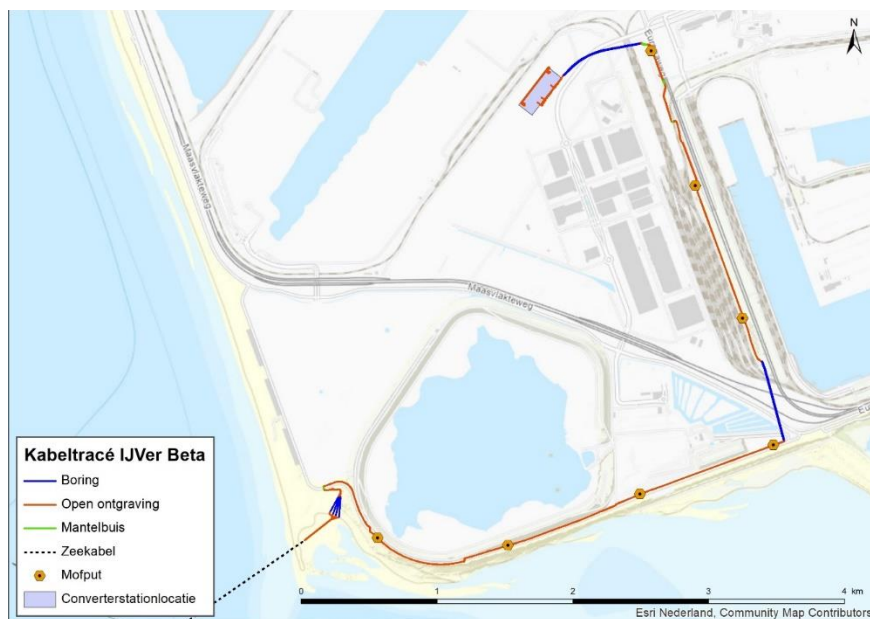 N
Maasvlakteweg
Maasvlakteweg
Kabeltracé IJVer Beta
Boring
Open ontgraving
Mantelbuis
Zeekabel
Mofput
Converterstationlocatie
0 1 2 3 4 km
Esri Nederland, Community Map Contributors